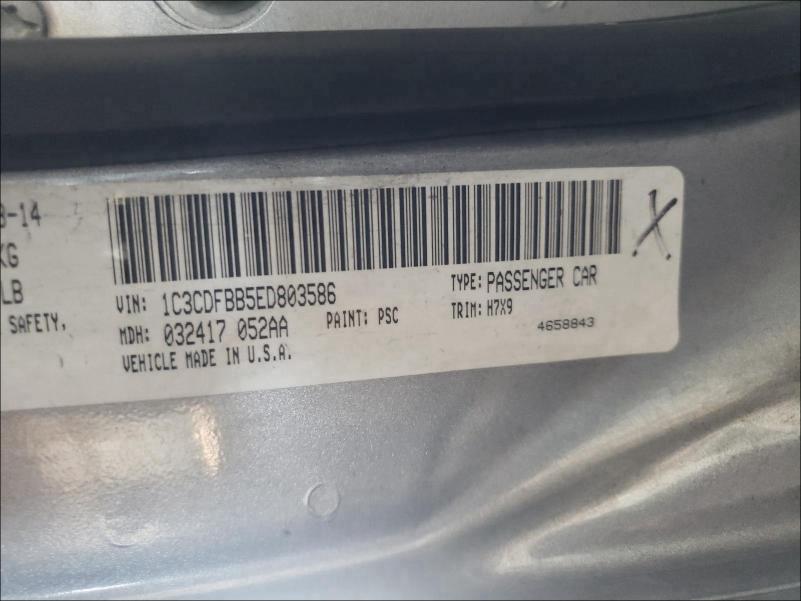 3-14
KG
LB
SAFETY,
X
VIN: 1C3CDFBB5ED803586
TYPE: PASSENGER CAR
MDH: 032417 052AA
PAINT: PSC
TRIM: H7X9
VEHICLE MADE IN U.S.A.
4658843